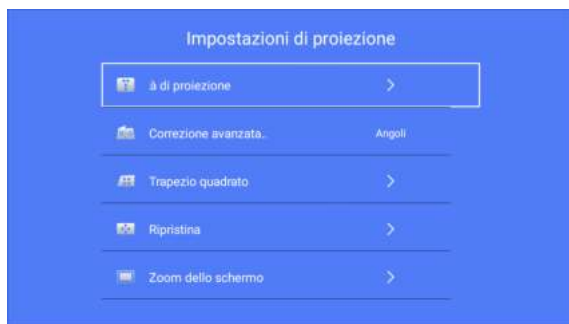 Impostazioni di proiezione
à di proiezione
Correzione avanzata.. Angoli
Trapezio quadrato
Ripristina
Zoom dello schermo